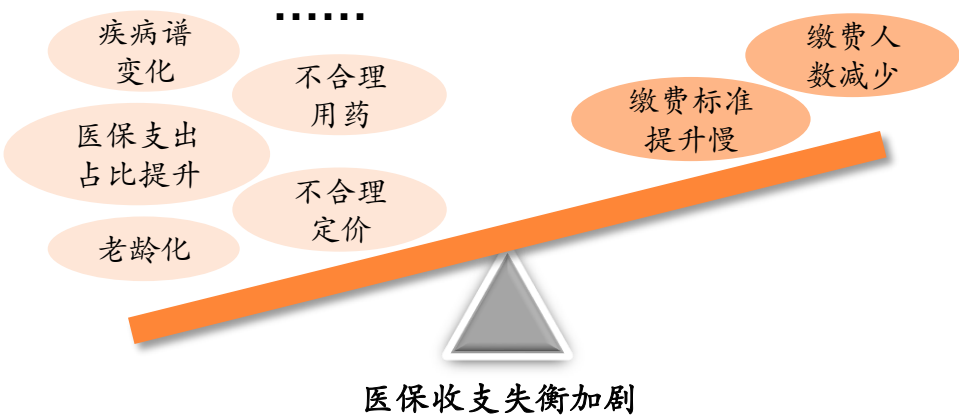 ......
疾病谱
变化
不合理
用药
医保支出
占比提升
不合理
定价
老龄化
缴费人
数减少
缴费标准
提升慢
医保收支失衡加剧